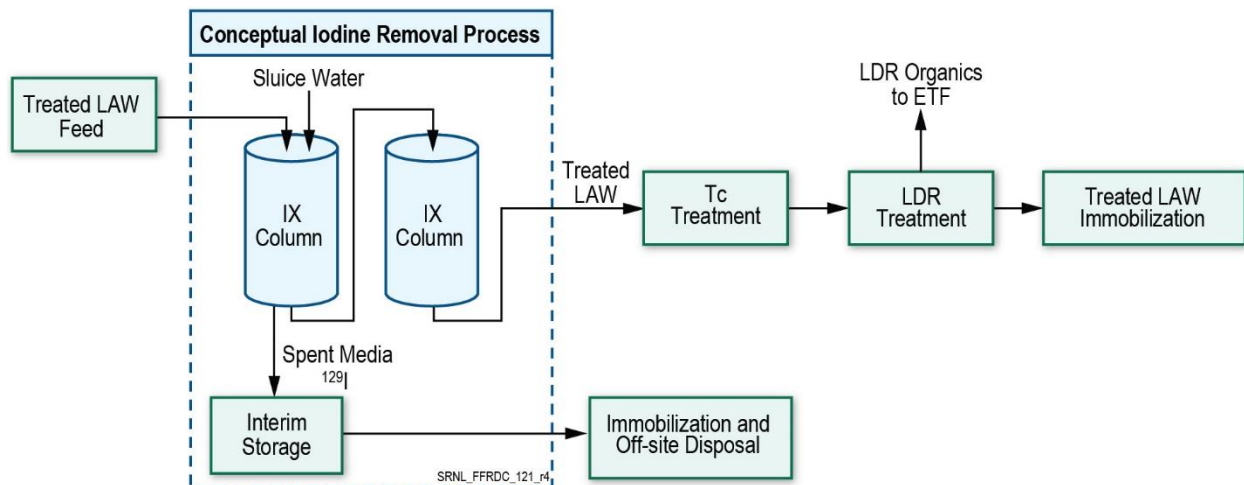 Conceptual Iodine Removal Process
Sluice Water
Treated LAW
Feed
IX
Column
IX
Column
Treated
LAW
Tc
Treatment
LDR Organics
to ETF
LDR
Treatment
Treated LAW
Immobilization
Spent Media
129I
Interim
Storage
Immobilization and
Off-site Disposal
SRNL_FFRDC_121_r4